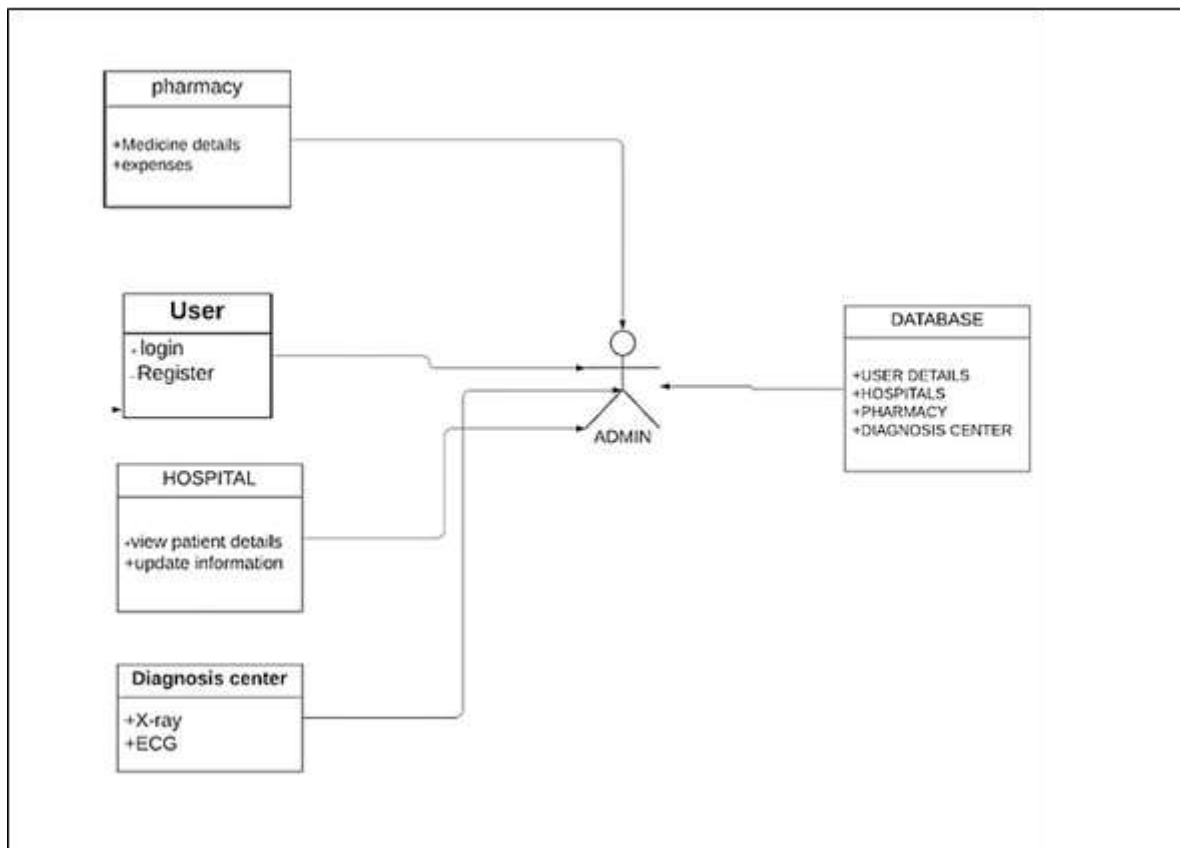 pharmacy
+Medicine details
+expenses
User
+login
-Register
HOSPITAL
+view patient details
+update information
Diagnosis center
+X-ray
+ECG
ADMIN
DATABASE
+USER DETAILS
+HOSPITALS
+PHARMACY
+DIAGNOSIS CENTER